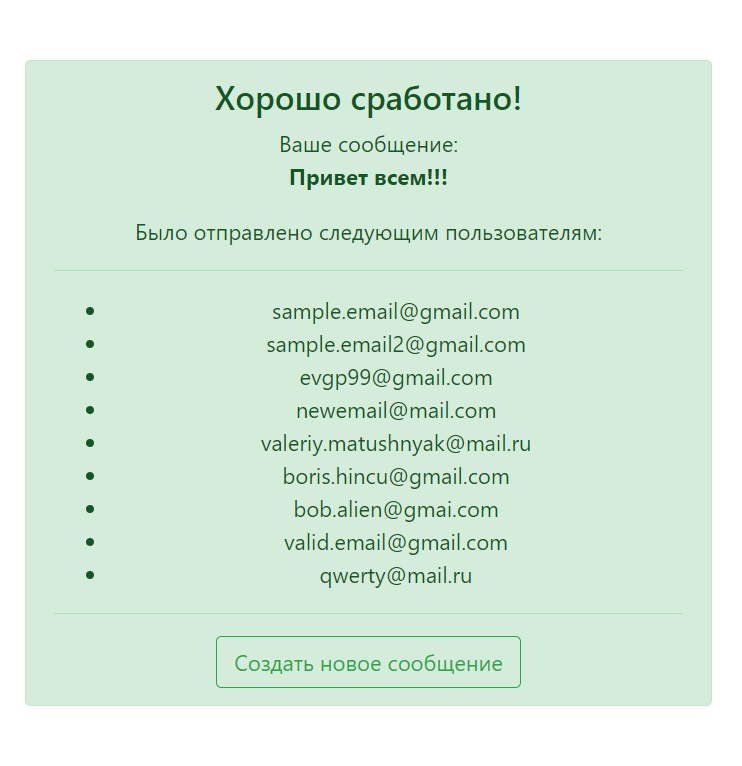 Хорошо сработано!
Ваше сообщение:
Привет всем!!!
Было отправлено следующим пользователям:
sample.email@gmail.com
sample.email2@gmail.com
evgp99@gmail.com
newemail@mail.com
valeriy.matushnyak@mail.ru
boris.hincu@gmail.com
bob.alien@gmai.com
valid.email@gmail.com
qwerty@mail.ru
Создать новое сообщение